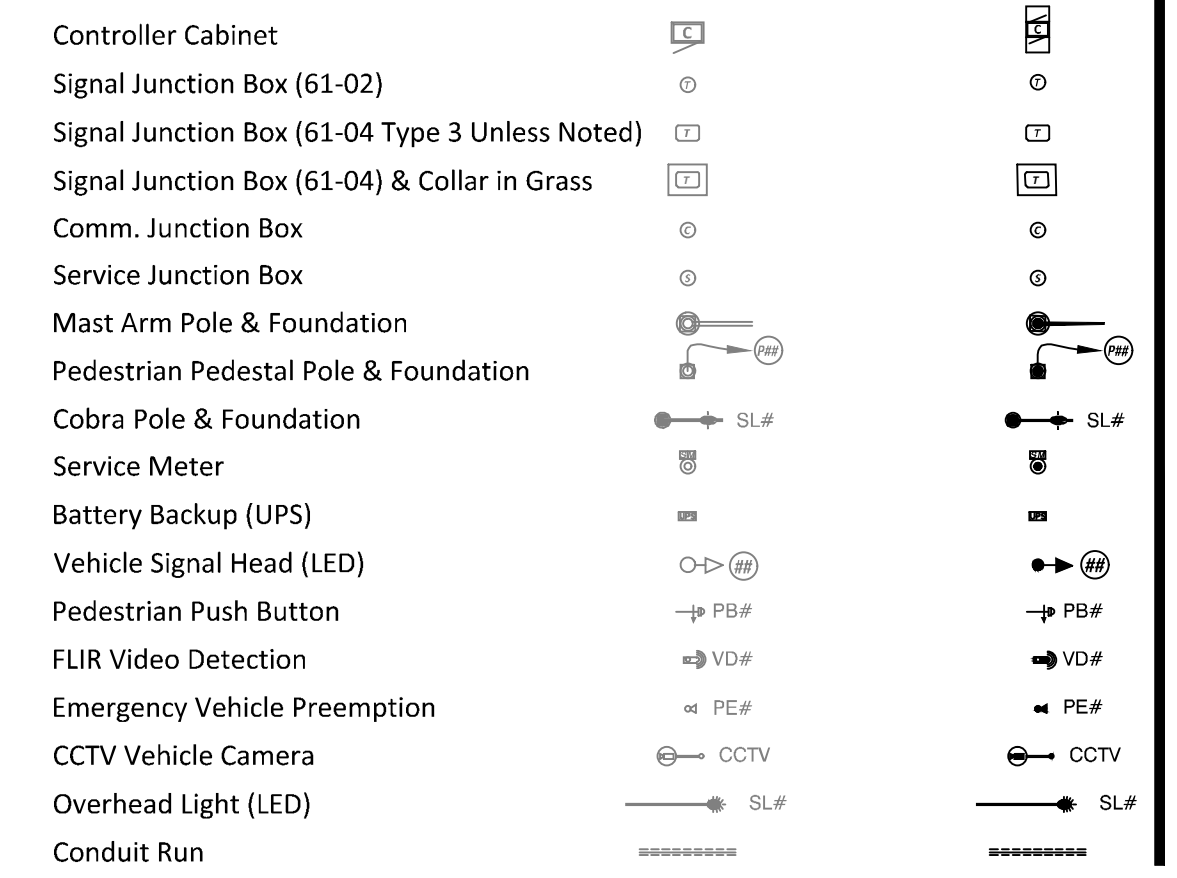 Controller Cabinet C C
Signal Junction Box (61-02) T T
Signal Junction Box (61-04 Type 3 Unless Noted) T T
Signal Junction Box (61-04) & Collar in Grass T T
Comm. Junction Box C C
Service Junction Box S S
Mast Arm Pole & Foundation
Pedestrian Pedestal Pole & Foundation P## P##
Cobra Pole & Foundation SL# SL#
Service Meter SM SM
Battery Backup (UPS) UPS UPS
Vehicle Signal Head (LED) ## ##
Pedestrian Push Button PB# PB#
FLIR Video Detection VD# VD#
Emergency Vehicle Preemption PE# PE#
CCTV Vehicle Camera CCTV CCTV
Overhead Light (LED) SL# SL#
Conduit Run